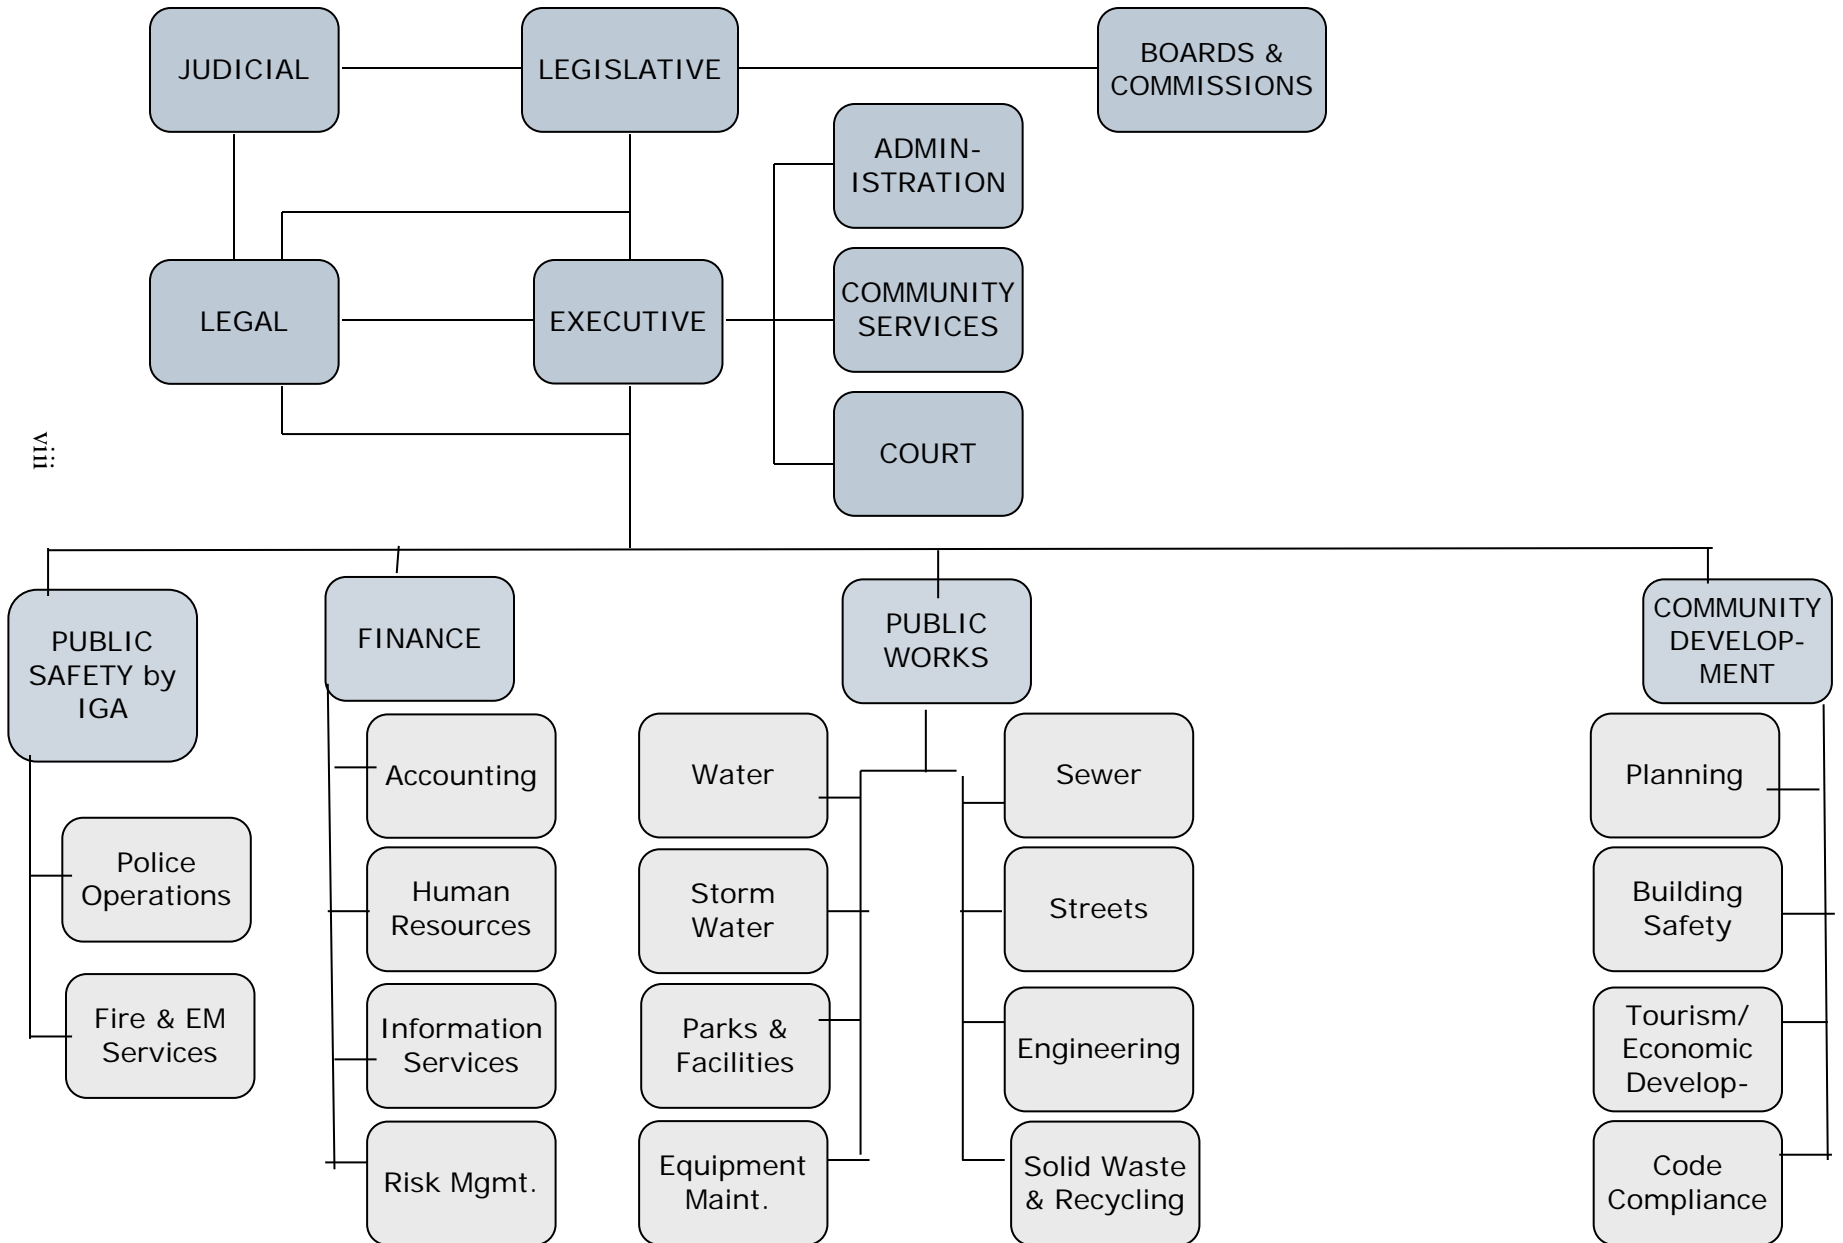 JUDICIAL
LEGISLATIVE
BOARDS &
COMMISSIONS
ADMIN-
ISTRATION
LEGAL
EXECUTIVE
COMMUNITY
SERVICES
COURT
viii
PUBLIC
SAFETY by
IGA
FINANCE
PUBLIC
WORKS
COMMUNITY
DEVELOP-
MENT
Police
Operations
Fire & EM
Services
Accounting
Human
Resources
Information
Services
Risk Mgmt.
Water
Storm
Water
Parks &
Facilities
Equipment
Maint.
Sewer
Streets
Engineering
Solid Waste
& Recycling
Planning
Building
Safety
Tourism/
Economic
Develop-
Code
Compliance